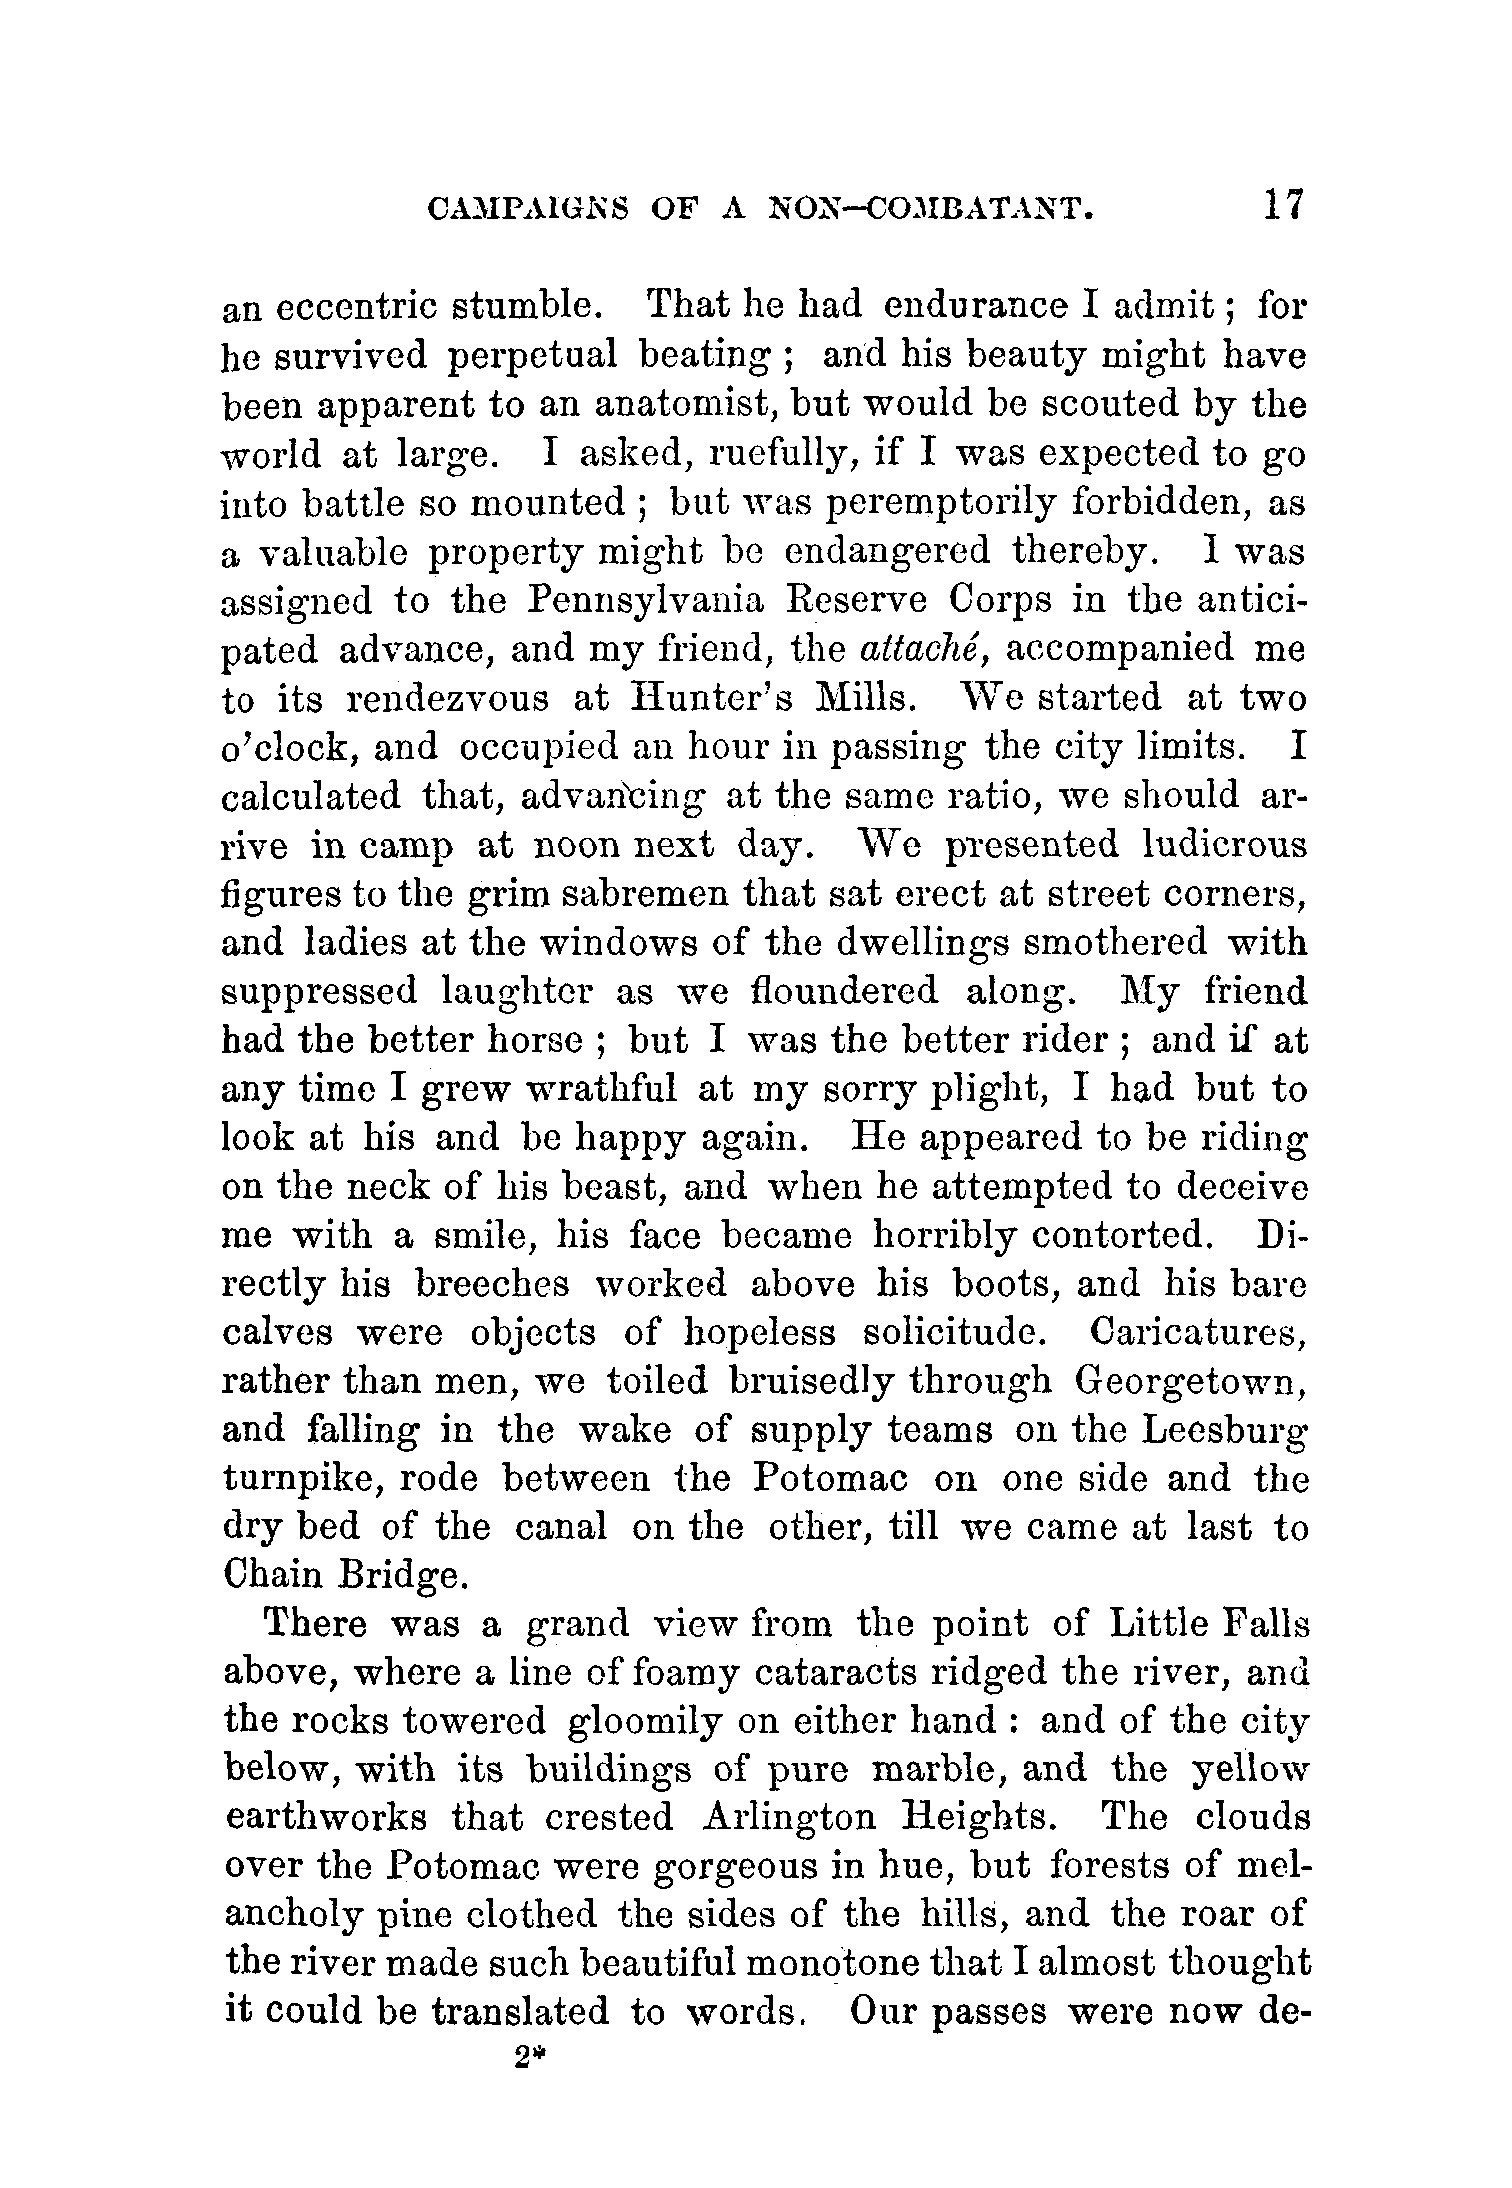 CAMPAIGNS OF A NON-COMBATANT. 17
an eccentric stumble. That he had endurance I admit ; for
he survived perpetual beating ; and his beauty might have
been apparent to an anatomist, but would be scouted by the
world at large. I asked, ruefully, if I was expected to go
into battle so mounted ; but was peremptorily forbidden, as
a valuable property might be endangered thereby. I was
assigned to the Pennsylvania Reserve Corps in the antici-
pated advance, and my friend, the attaché, accompanied me
to its rendezvous at Hunter's Mills. We started at two
o'clock, and occupied an hour in passing the city limits. I
calculated that, advancing at the same ratio, we should ar-
rive in camp at noon next day. We presented ludicrous
figures to the grim sabremen that sat erect at street corners,
and ladies at the windows of the dwellings smothered with
suppressed laughter as we floundered along. My friend
had the better horse ; but I was the better rider ; and if at
any time I grew wrathful at my sorry plight, I had but to
look at his and be happy again. He appeared to be riding
on the neck of his beast, and when he attempted to deceive
me with a smile, his face became horribly contorted. Di-
rectly his breeches worked above his boots, and his bare
calves were objects of hopeless solicitude. Caricatures,
rather than men, we toiled bruisedly through Georgetown,
and falling in the wake of supply teams on the Leesburg
turnpike, rode between the Potomac on one side and the
dry bed of the canal on the other, till we came at last to
Chain Bridge.
There was a grand view from the point of Little Falls
above, where a line of foamy cataracts ridged the river, and
the rocks towered gloomily on either hand : and of the city
below, with its buildings of pure marble, and the yellow
earthworks that crested Arlington Heights. The clouds
over the Potomac were gorgeous in hue, but forests of mel-
ancholy pine clothed the sides of the hills, and the roar of
the river made such beautiful monotone that I almost thought
it could be translated to words. Our passes were now de-
2*